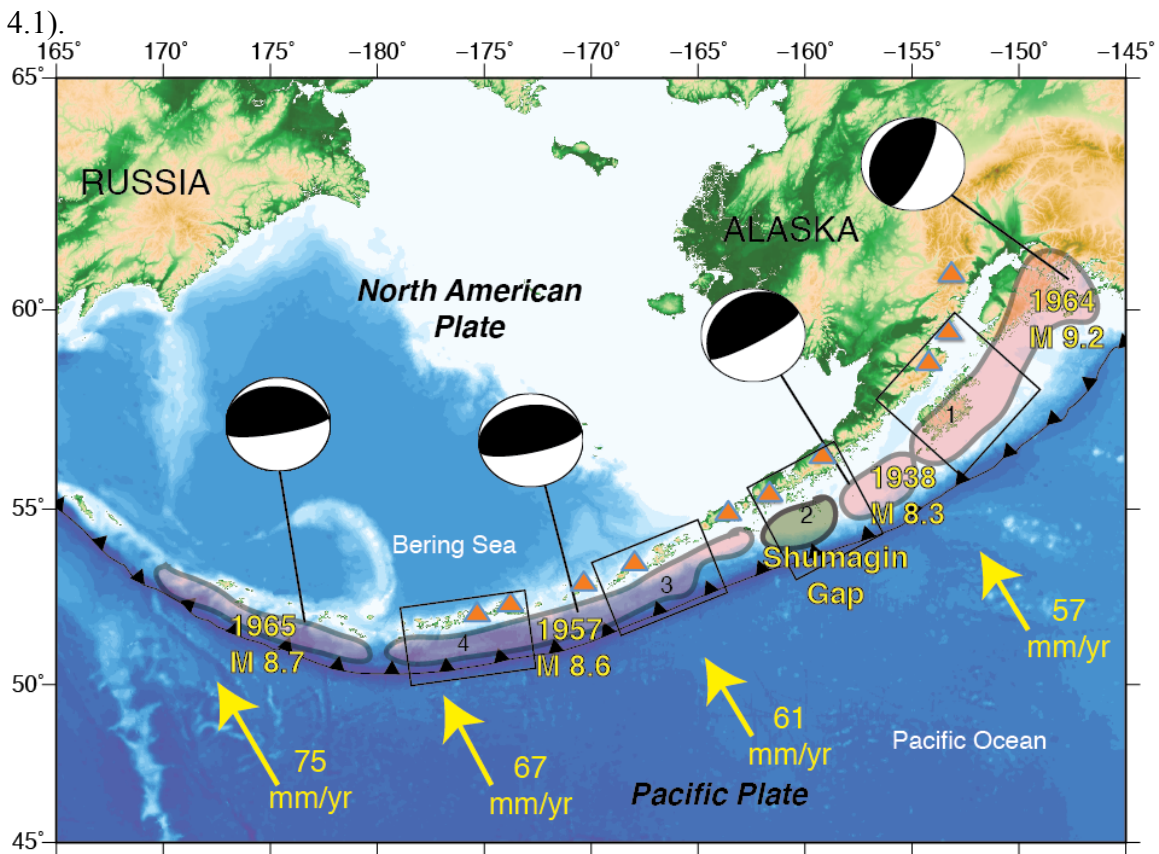 4.1).
165 170 175 −180 −175 −170 −165 −160 −155 −150 −145
65˚
RUSSIA
ALASKA
North American
Plate
60˚
1964
M 9.2
1
1938
M 8.3
2
Shumagin
Gap
55˚
Bering Sea
3
1965
M 8.7
4
1957
M 8.6
57
mm/yr
50˚
61
mm/yr
Pacific Ocean
75
mm/yr
67
mm/yr
Pacific Plate
45˚